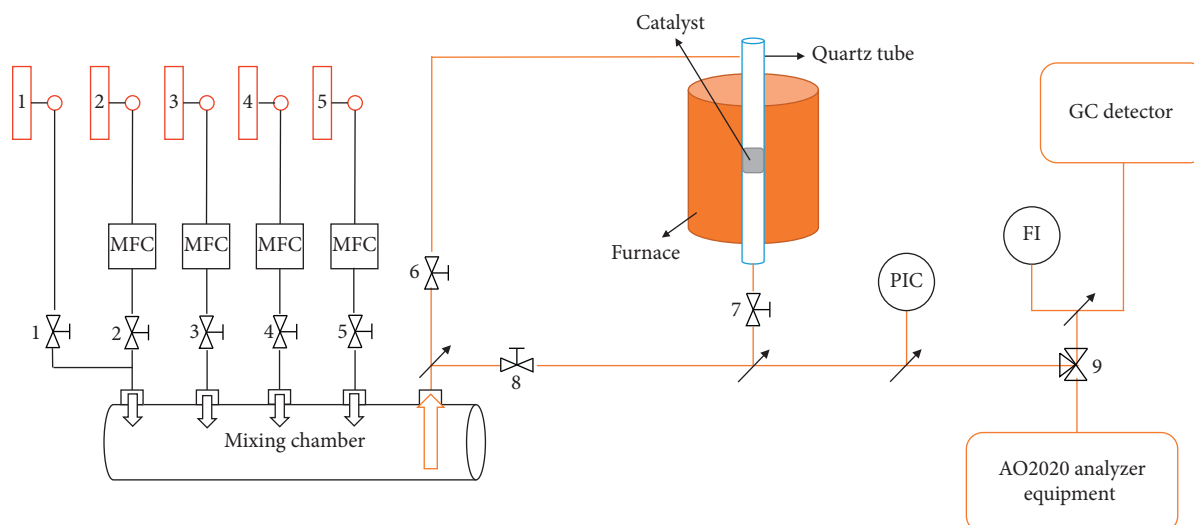 Catalyst
Quartz tube
1
2
3
4
5
GC detector
MFC
MFC
MFC
MFC
Furnace
6
FI
PIC
7
1
2
3
4
5
8
9
Mixing chamber
AO2020 analyzer
equipment